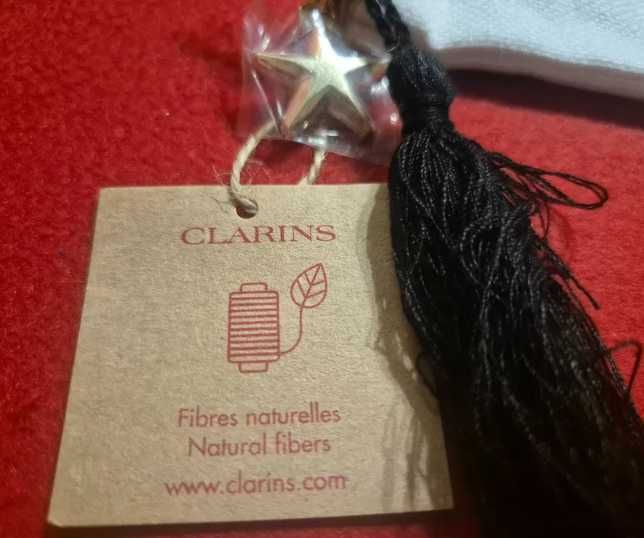 CLARINS
Fibres naturelles
Natural fibers
www.clarins.com